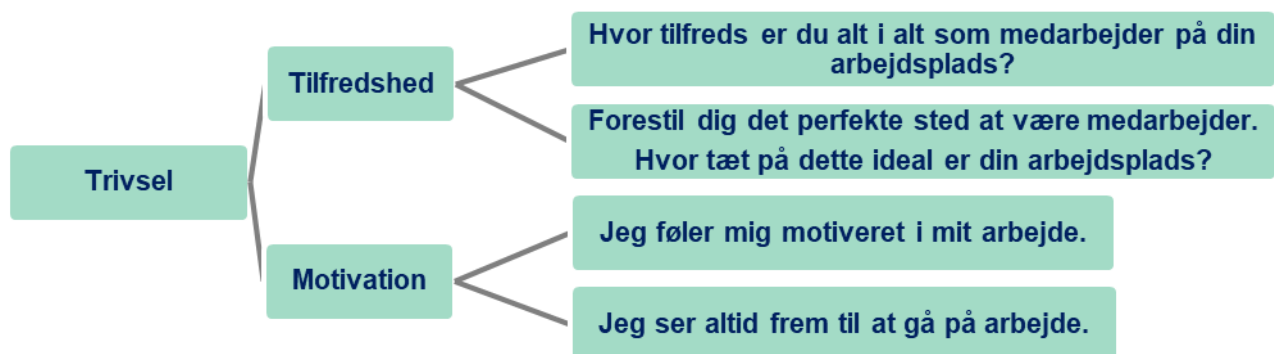 Hvor tilfreds er du alt i alt som medarbejder på din
arbejdsplads?
Tilfredshed
Forestil dig det perfekte sted at være medarbejder.
Hvor tæt på dette ideal er din arbejdsplads?
Trivsel
Jeg føler mig motiveret i mit arbejde.
Motivation
Jeg ser altid frem til at gå på arbejde.